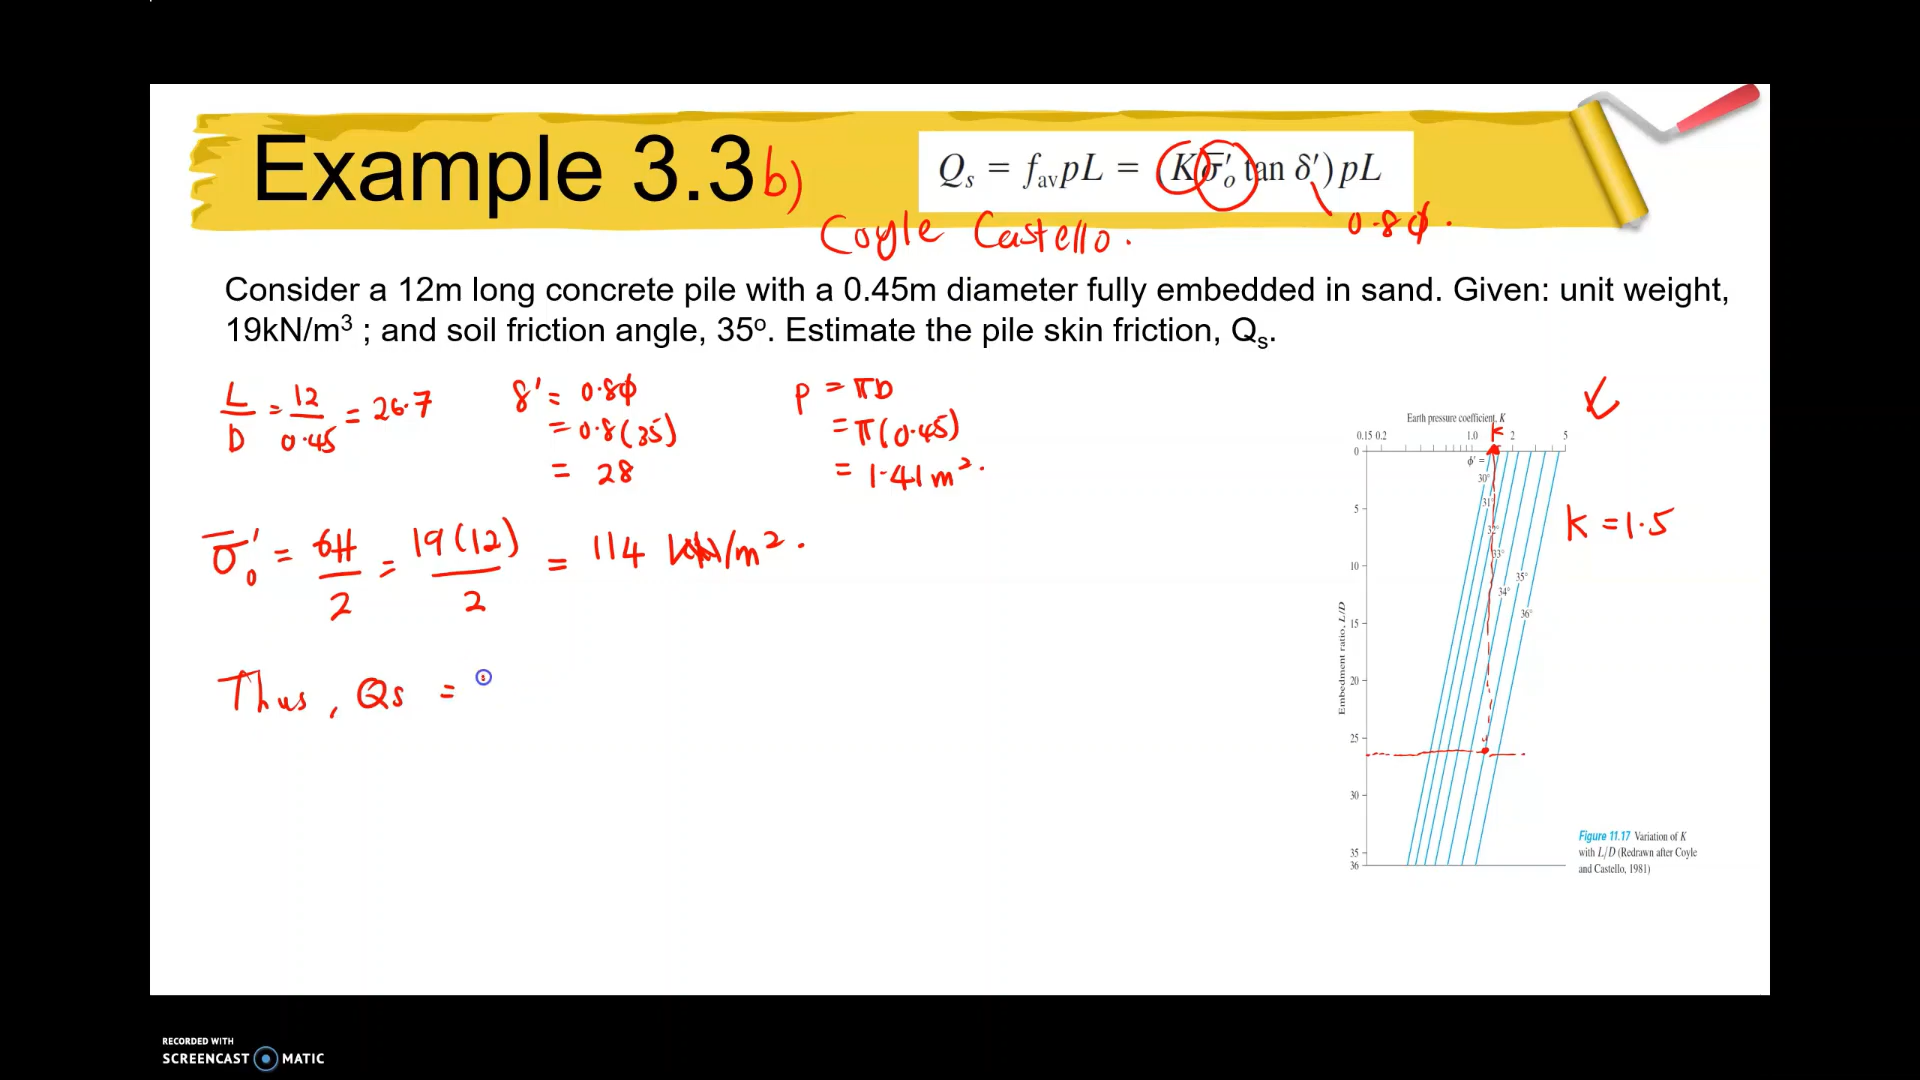 Example 3.3 b)
Qs = favpL = (Kσ̅′o tan δ′)pL
0.8ϕ.
Coyle Castello.
Consider a 12m long concrete pile with a 0.45m diameter fully embedded in sand. Given: unit weight,
19kN/m³ ; and soil friction angle, 35º. Estimate the pile skin friction, Qs.
L/D = 12/0.45 = 26.7
δ' = 0.8ϕ
= 0.8(35)
= 28
p = πD
= π(0.45)
= 1.41 m².
σ̅′o = γH/2 = 19(12)/2 = 114 kN/m².
Thus, Qs =
Earth pressure coefficient, K
0.15 0.2 1.0 K 2 5
0
ϕ′ =
30°
31°
32°
33°
34°
35°
36°
5
10
15
20
25
30
35
36
Embedment ratio, L/D
K = 1.5
Figure 11.17 Variation of K
with L/D (Redrawn after Coyle
and Castello, 1981)
RECORDED WITH
SCREENCAST MATIC